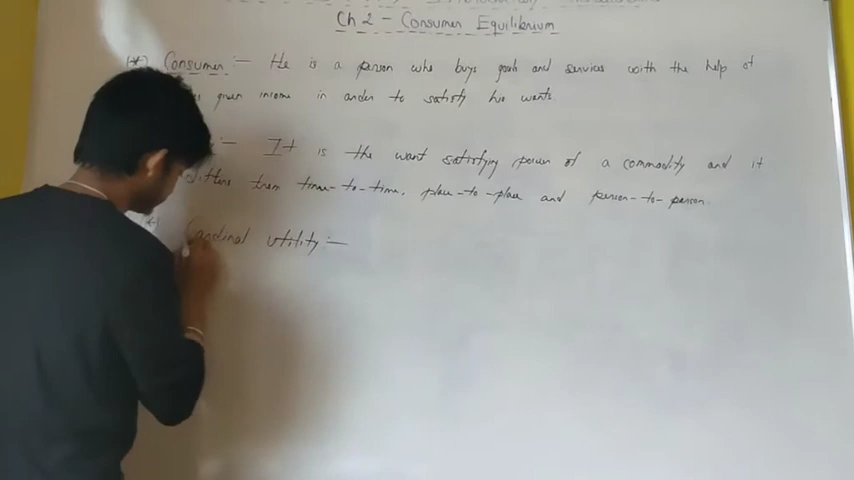 Ch 2 - Consumer Equilibrium
(*) Consumer :- He is a person who buys goods and services with the help of
given income in order to satisfy his wants
:- It is the want satisfying power of a commodity and it
differs from time-to-time, place-to-place and person-to-person.
(*) Cardinal utility :-